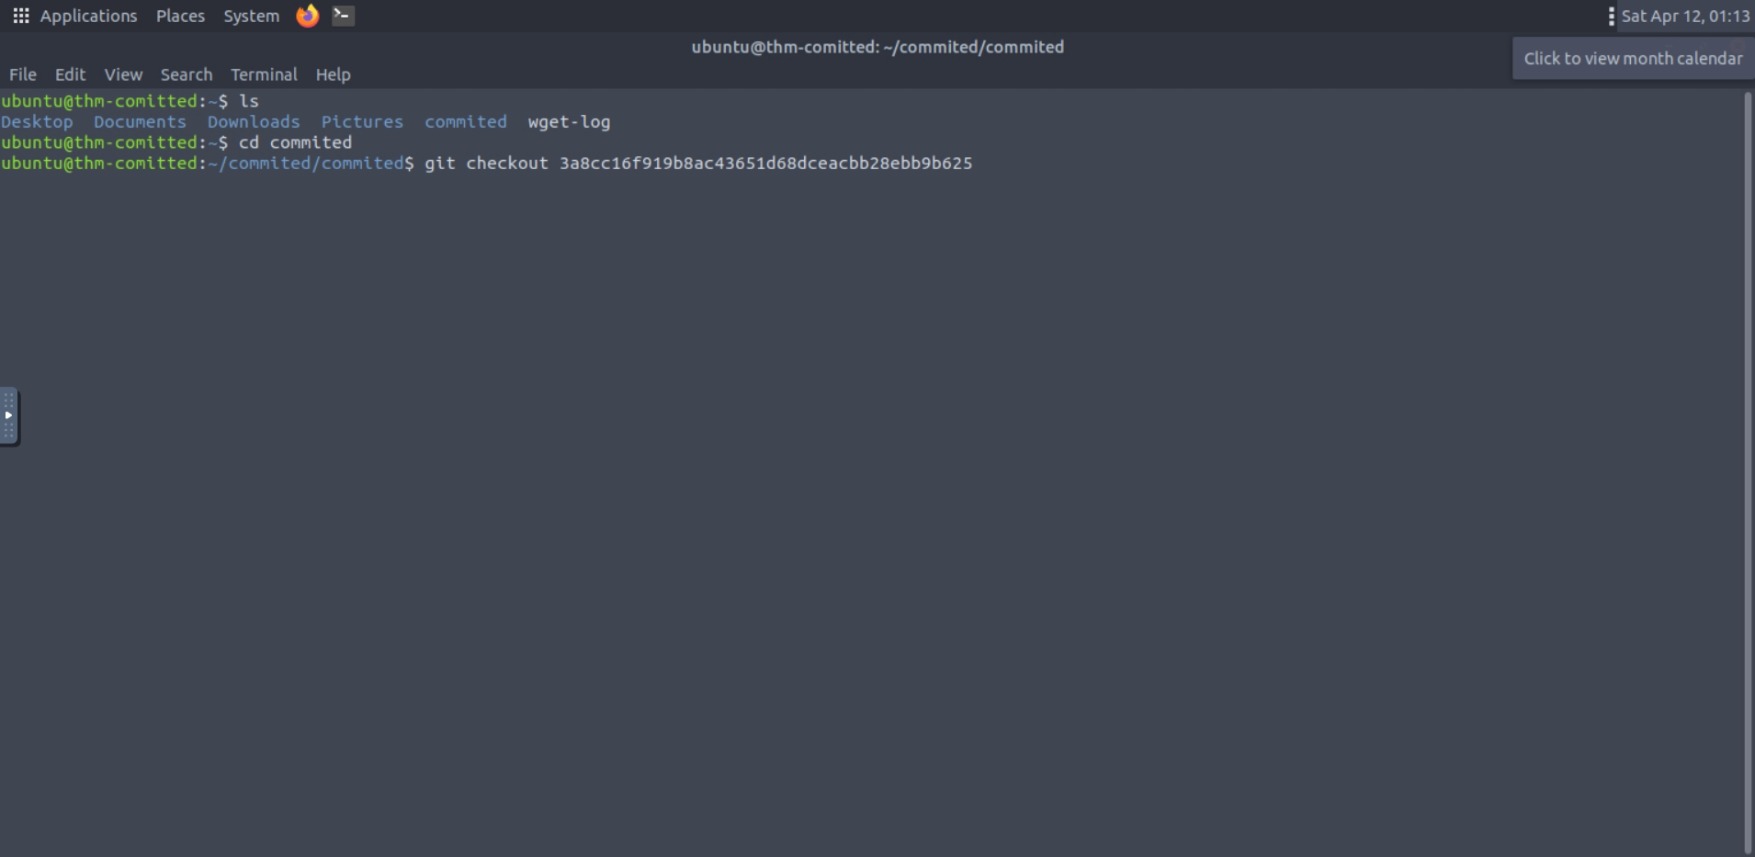 Applications Places System Sat Apr 12, 01:13
ubuntu@thm-comitted: ~/commited/commited
Click to view month calendar
File Edit View Search Terminal Help
ubuntu@thm-comitted:~$ ls
Desktop Documents Downloads Pictures commited wget-log
ubuntu@thm-comitted:~$ cd commited
ubuntu@thm-comitted:~/commited/commited$ git checkout 3a8cc16f919b8ac43651d68dceacbb28ebb9b625